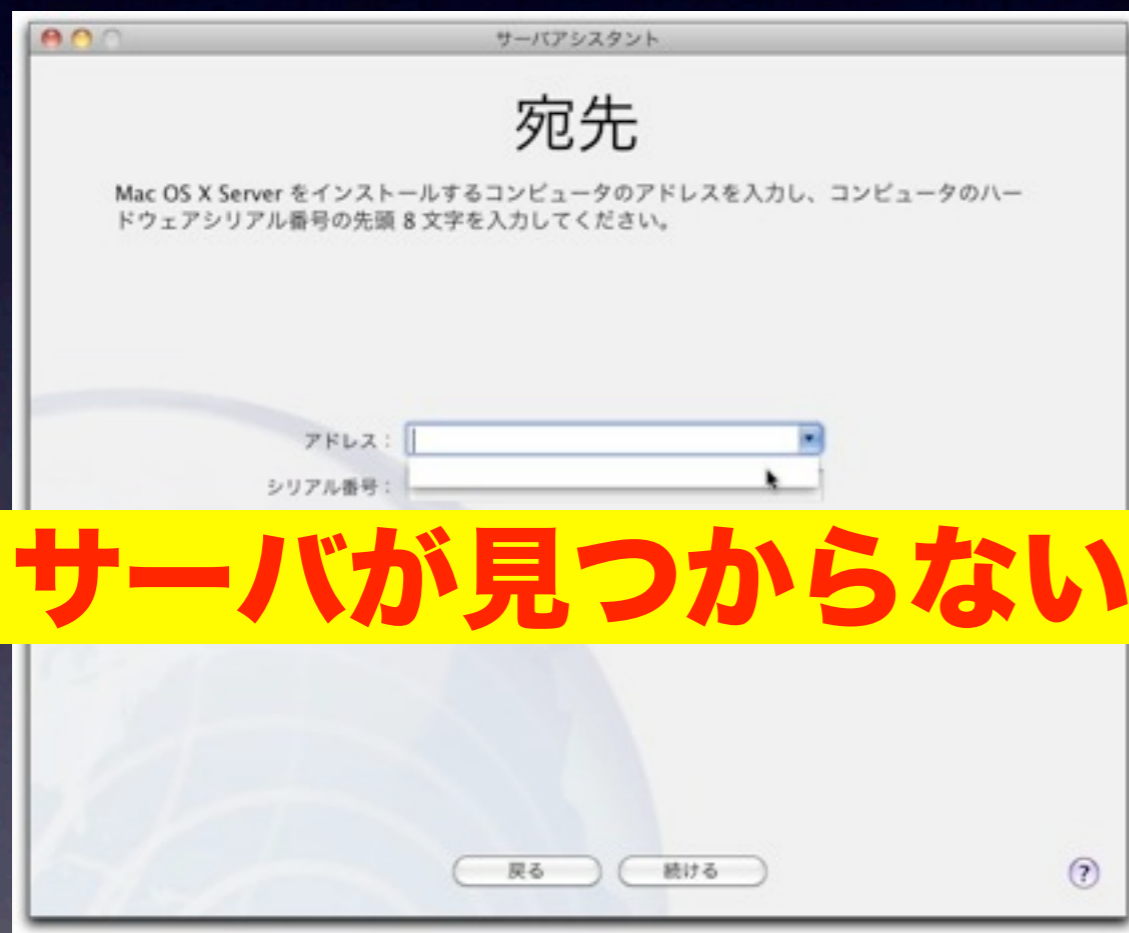 サーバアシスタント
宛先
Mac OS X Server をインストールするコンピュータのアドレスを入力し、コンピュータのハー
ドウェアシリアル番号の先頭 8 文字を入力してください。
アドレス：
シリアル番号：
サーバが見つからない
戻る 続ける ?